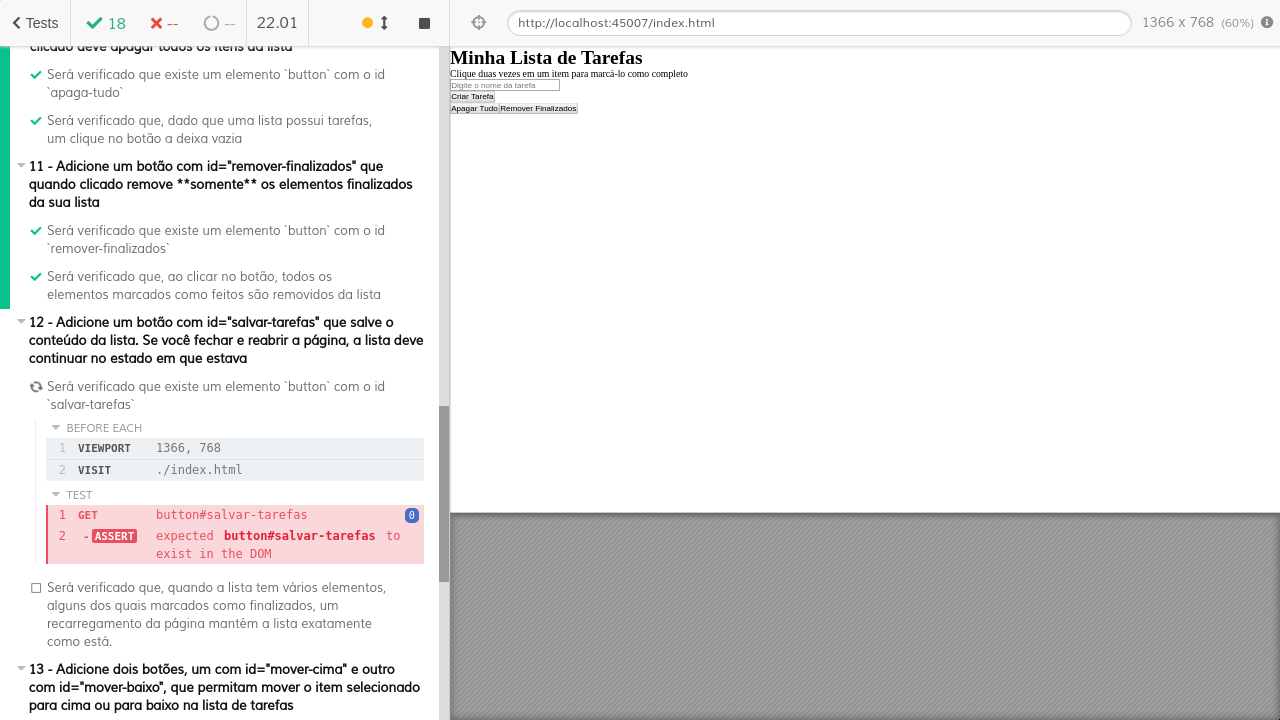 Tests
18
--
--
22.01
http://localhost:45007/index.html
1366 x 768 (60%)
clicado deve apagar todos os itens da lista
Será verificado que existe um elemento `button` com o id
`apaga-tudo`
Será verificado que, dado que uma lista possui tarefas,
um clique no botão a deixa vazia
11 - Adicione um botão com id="remover-finalizados" que
quando clicado remove **somente** os elementos finalizados
da sua lista
Será verificado que existe um elemento `button` com o id
`remover-finalizados`
Será verificado que, ao clicar no botão, todos os
elementos marcados como feitos são removidos da lista
12 - Adicione um botão com id="salvar-tarefas" que salve o
conteúdo da lista. Se você fechar e reabrir a página, a lista deve
continuar no estado em que estava
Será verificado que existe um elemento `button` com o id
`salvar-tarefas`
BEFORE EACH
1 VIEWPORT 1366, 768
2 VISIT ./index.html
TEST
1 GET button#salvar-tarefas 0
2 -ASSERT expected button#salvar-tarefas to
exist in the DOM
Será verificado que, quando a lista tem vários elementos,
alguns dos quais marcados como finalizados, um
recarregamento da página mantém a lista exatamente
como está.
13 - Adicione dois botões, um com id="mover-cima" e outro
com id="mover-baixo", que permitam mover o item selecionado
para cima ou para baixo na lista de tarefas
Minha Lista de Tarefas
Clique duas vezes em um item para marcá-lo como completo
Digite o nome da tarefa
Criar Tarefa
Apagar Tudo Remover Finalizados